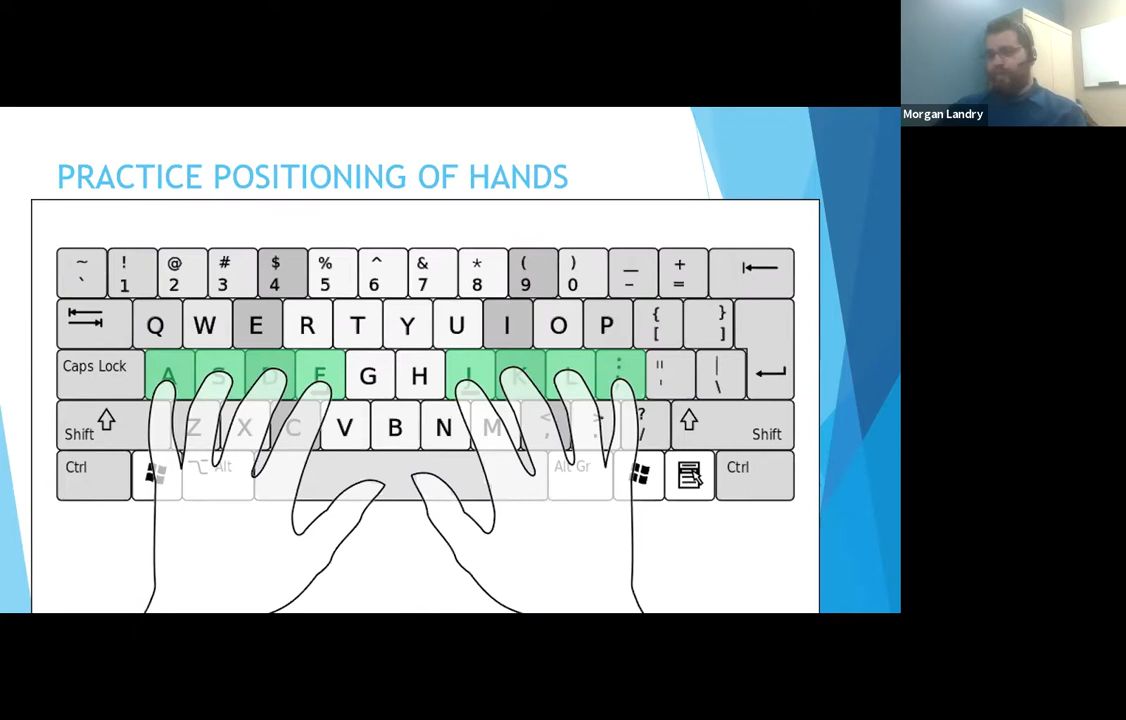 Morgan Landry
PRACTICE POSITIONING OF HANDS
~ ! @ # $ % ^ & * ( ) _ +
` 1 2 3 4 5 6 7 8 9 0 - =
Q W E R T Y U I O P { [ } ]
Caps Lock A S D F G H J K L : ; " ' | \
Shift Z X C V B N M < , > . ? / Shift
Ctrl Alt Alt Gr Ctrl